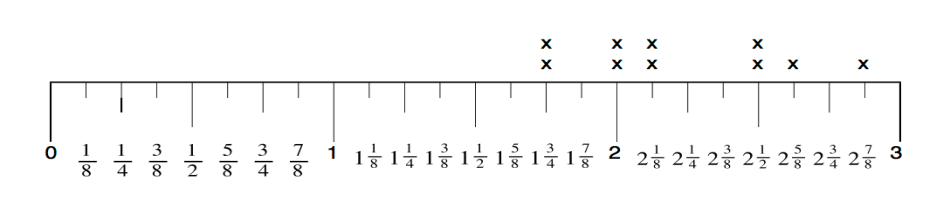 x x x x
x x x x x x
0 1/8 1/4 3/8 1/2 5/8 3/4 7/8 1 1 1/8 1 1/4 1 3/8 1 1/2 1 5/8 1 3/4 1 7/8 2 2 1/8 2 1/4 2 3/8 2 1/2 2 5/8 2 3/4 2 7/8 3